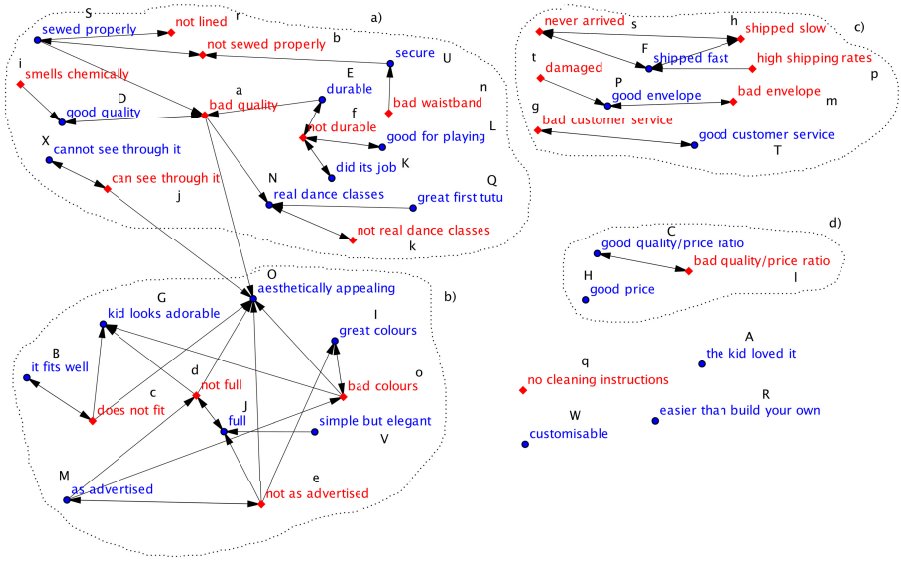 S
r
a)
sewed properly
not lined
b
not sewed properly
secure
U
i
smells chemically
E
durable
n
D
a
good quality
bad quality
f
bad waistband
not durable
L
good for playing
X
cannot see through it
K
did its job
can see through it
j
N
real dance classes
Q
great first tutu
not real dance classes
k
never arrived
s
h
shipped slow
c)
t
F
shipped fast
high shipping rates
p
damaged
P
good envelope
bad envelope
m
g
bad customer service
good customer service
T
C
d)
good quality/price ratio
bad quality/price ratio
l
H
good price
O
aesthetically appealing
b)
G
kid looks adorable
I
great colours
B
it fits well
d
not full
o
bad colours
c
does not fit
J
full
simple but elegant
V
M
as advertised
e
not as advertised
A
the kid loved it
q
no cleaning instructions
R
easier than build your own
W
customisable